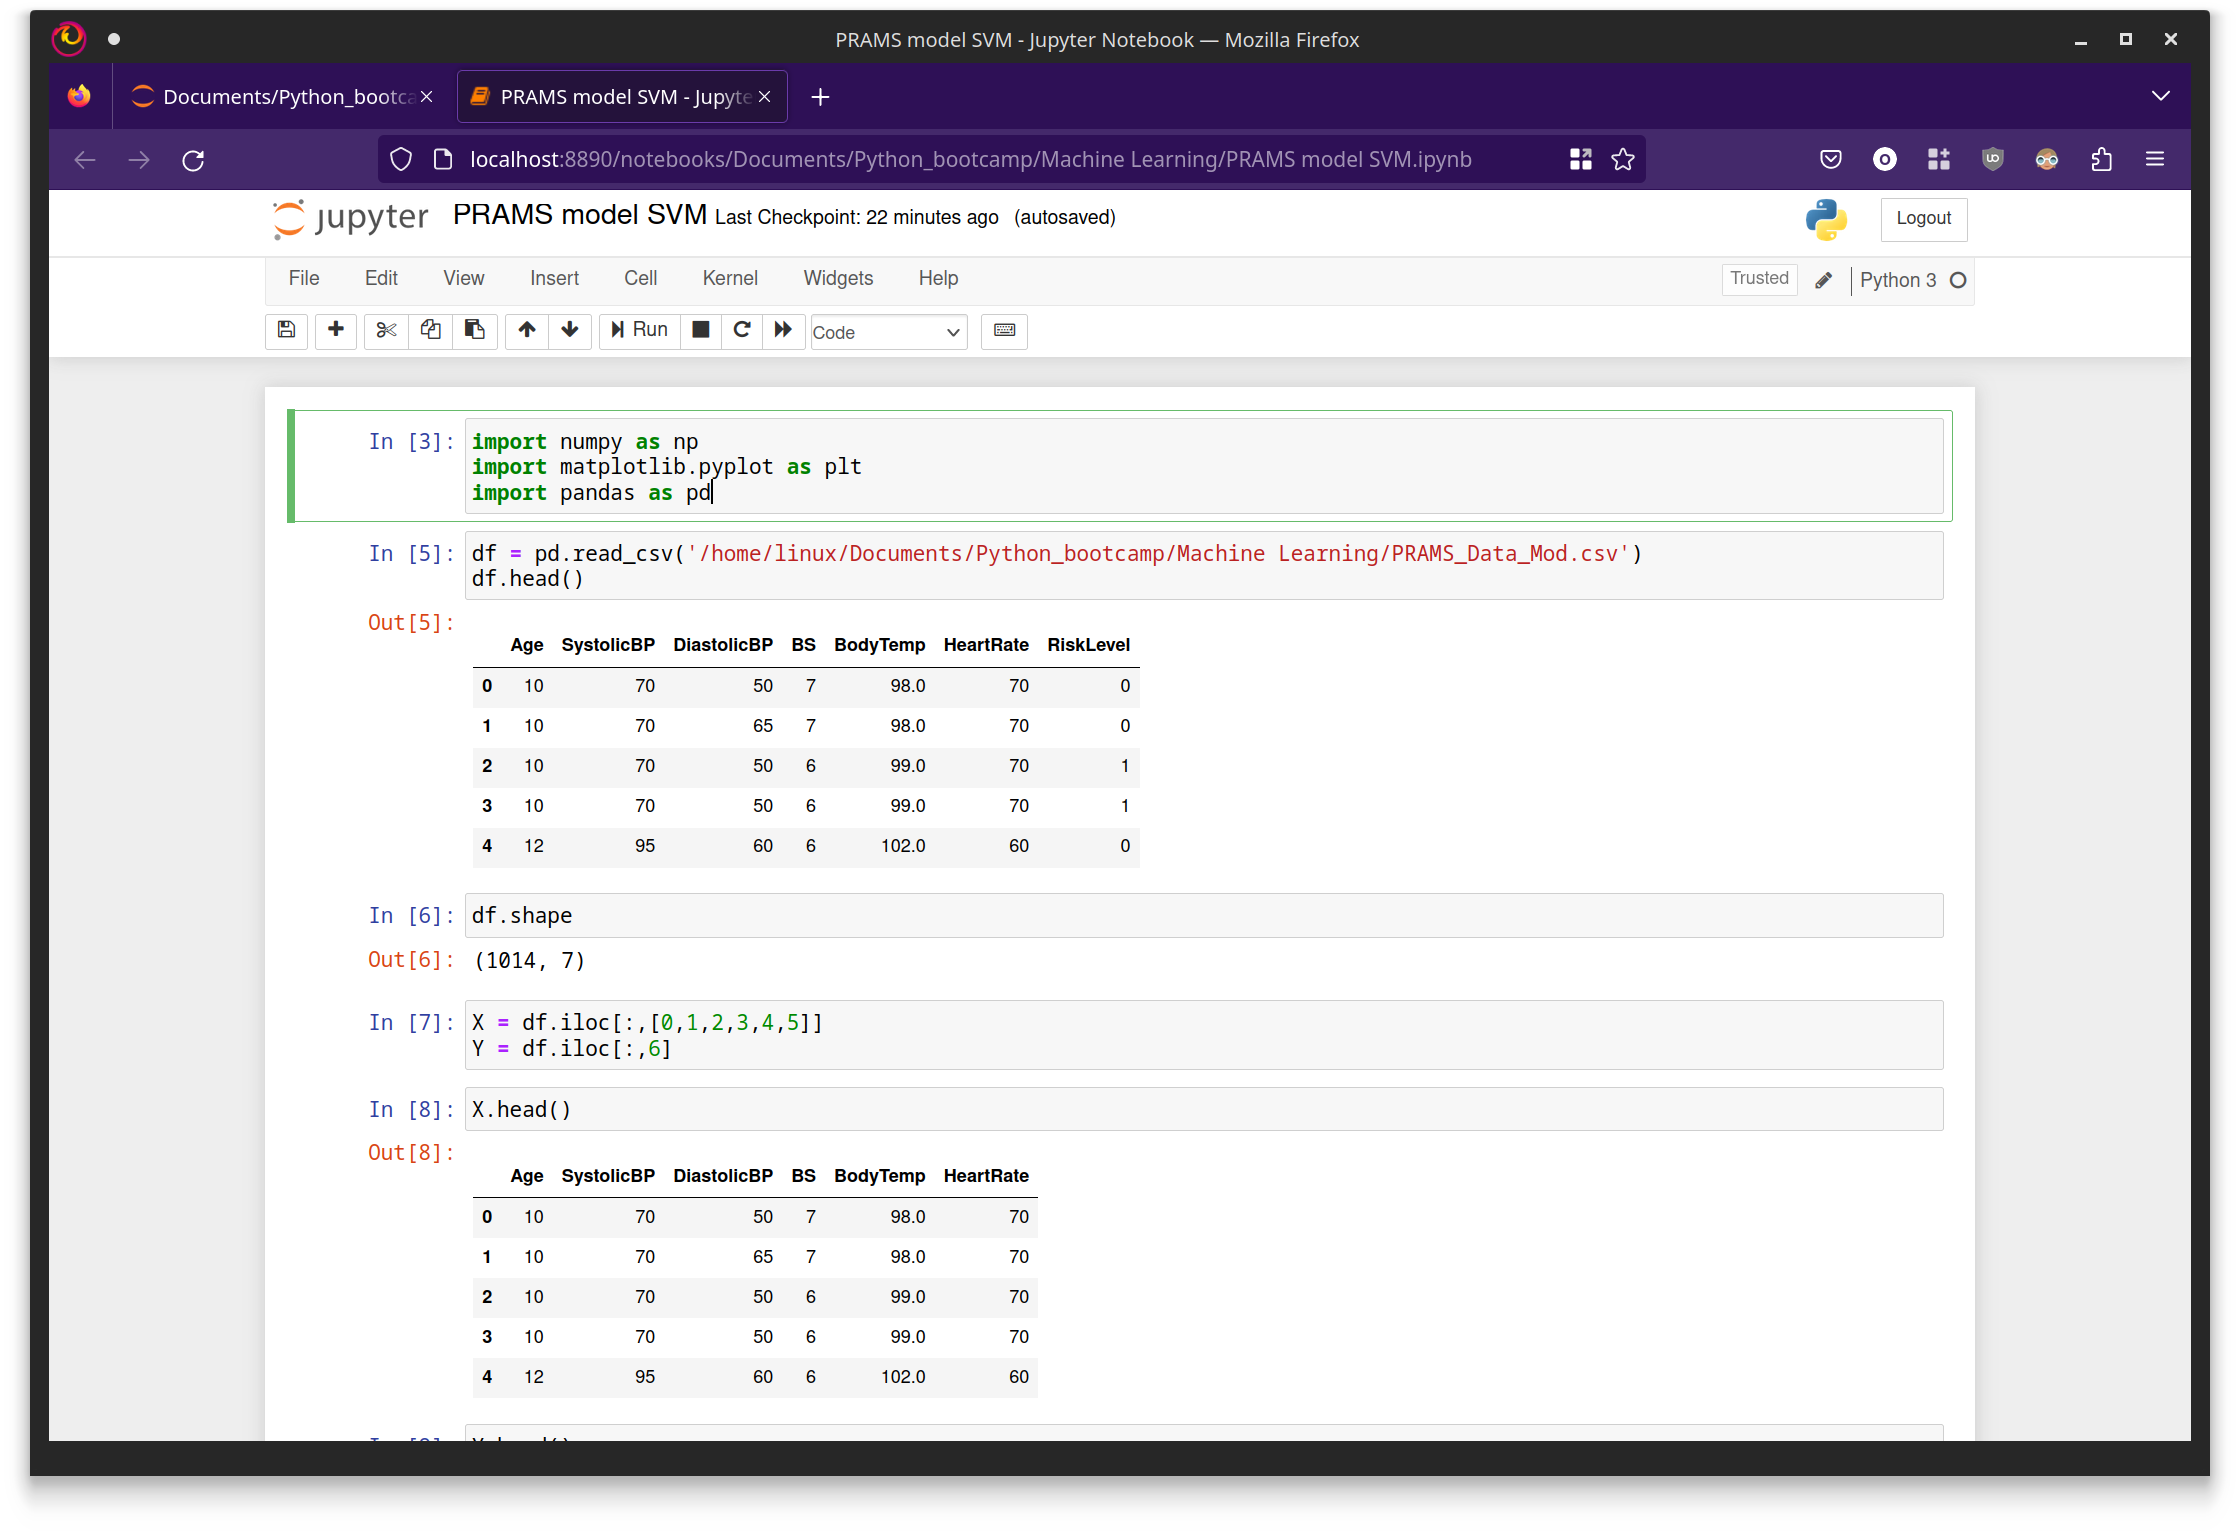 PRAMS model SVM - Jupyter Notebook — Mozilla Firefox
Documents/Python_bootca
PRAMS model SVM - Jupyte
localhost:8890/notebooks/Documents/Python_bootcamp/Machine Learning/PRAMS model SVM.ipynb
jupyter PRAMS model SVM Last Checkpoint: 22 minutes ago (autosaved)
Logout
File Edit View Insert Cell Kernel Widgets Help
Trusted Python 3
Run Code
In [3]: import numpy as np
import matplotlib.pyplot as plt
import pandas as pd
In [5]: df = pd.read_csv('/home/linux/Documents/Python_bootcamp/Machine Learning/PRAMS_Data_Mod.csv')
df.head()
Out[5]:
Age SystolicBP DiastolicBP BS BodyTemp HeartRate RiskLevel
0 10 70 50 7 98.0 70 0
1 10 70 65 7 98.0 70 0
2 10 70 50 6 99.0 70 1
3 10 70 50 6 99.0 70 1
4 12 95 60 6 102.0 60 0
In [6]: df.shape
Out[6]: (1014, 7)
In [7]: X = df.iloc[:,[0,1,2,3,4,5]]
Y = df.iloc[:,6]
In [8]: X.head()
Out[8]:
Age SystolicBP DiastolicBP BS BodyTemp HeartRate
0 10 70 50 7 98.0 70
1 10 70 65 7 98.0 70
2 10 70 50 6 99.0 70
3 10 70 50 6 99.0 70
4 12 95 60 6 102.0 60